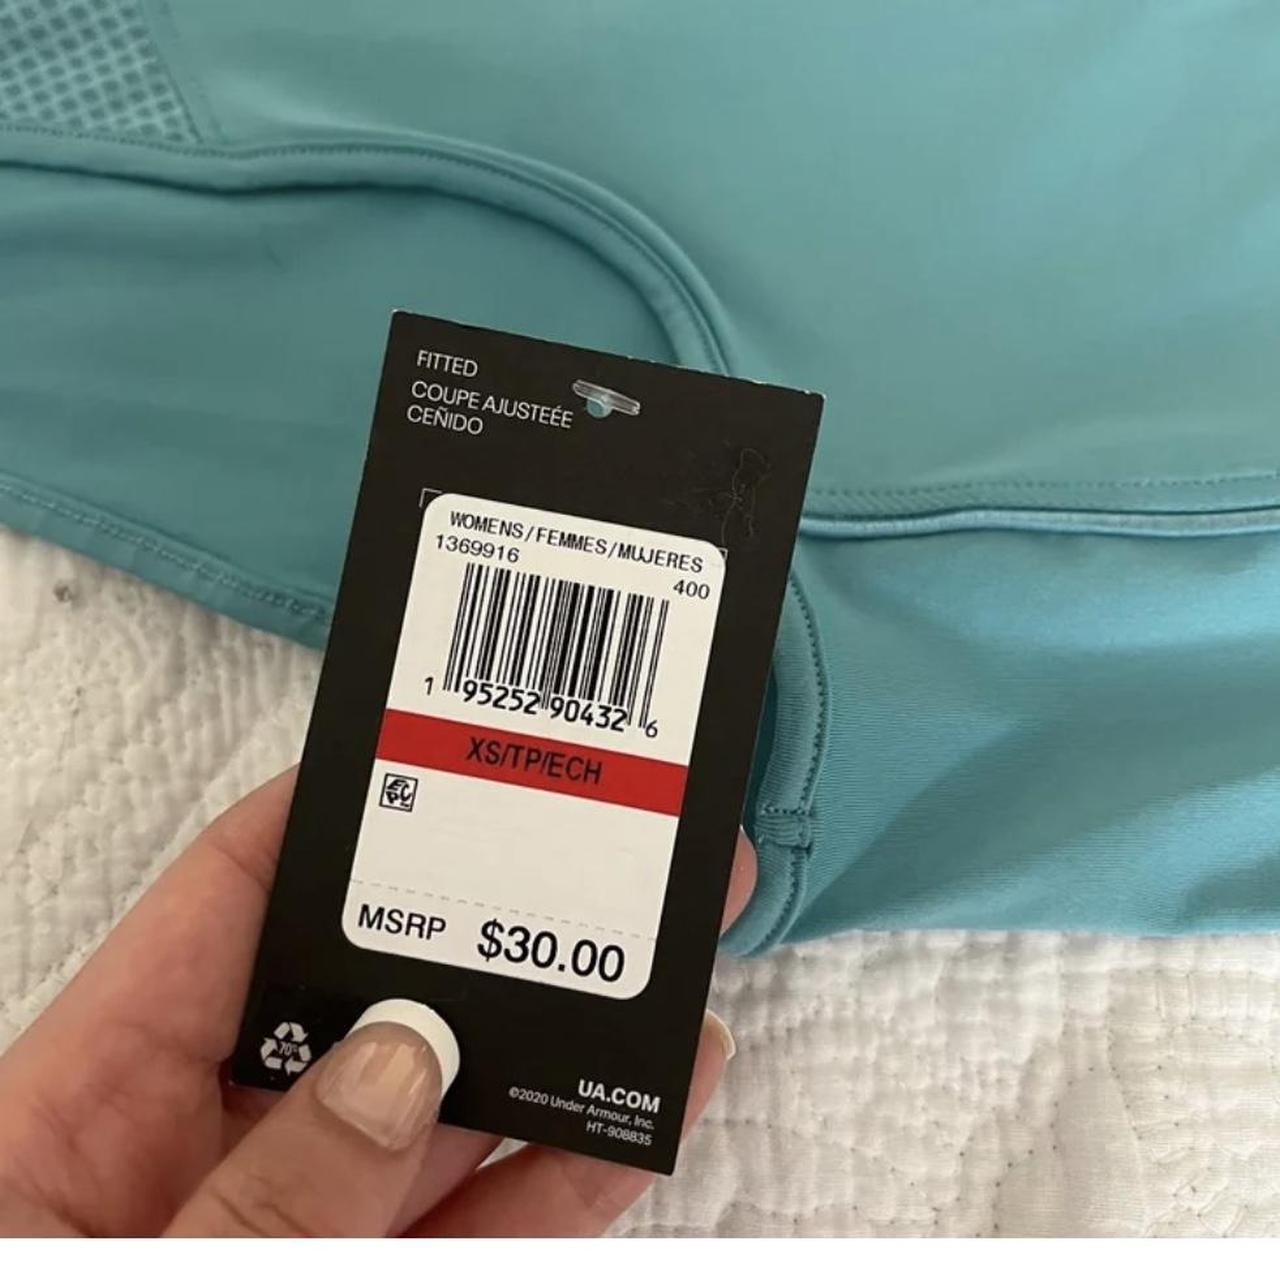 FITTED
COUPE AJUSTEÉE
CEÑIDO
WOMENS/FEMMES/MUJERES
1369916
400
1 95252 90432 6
XS/TP/ECH
MSRP $30.00
70%
UA.COM
©2020 Under Armour, Inc.
HT-908835